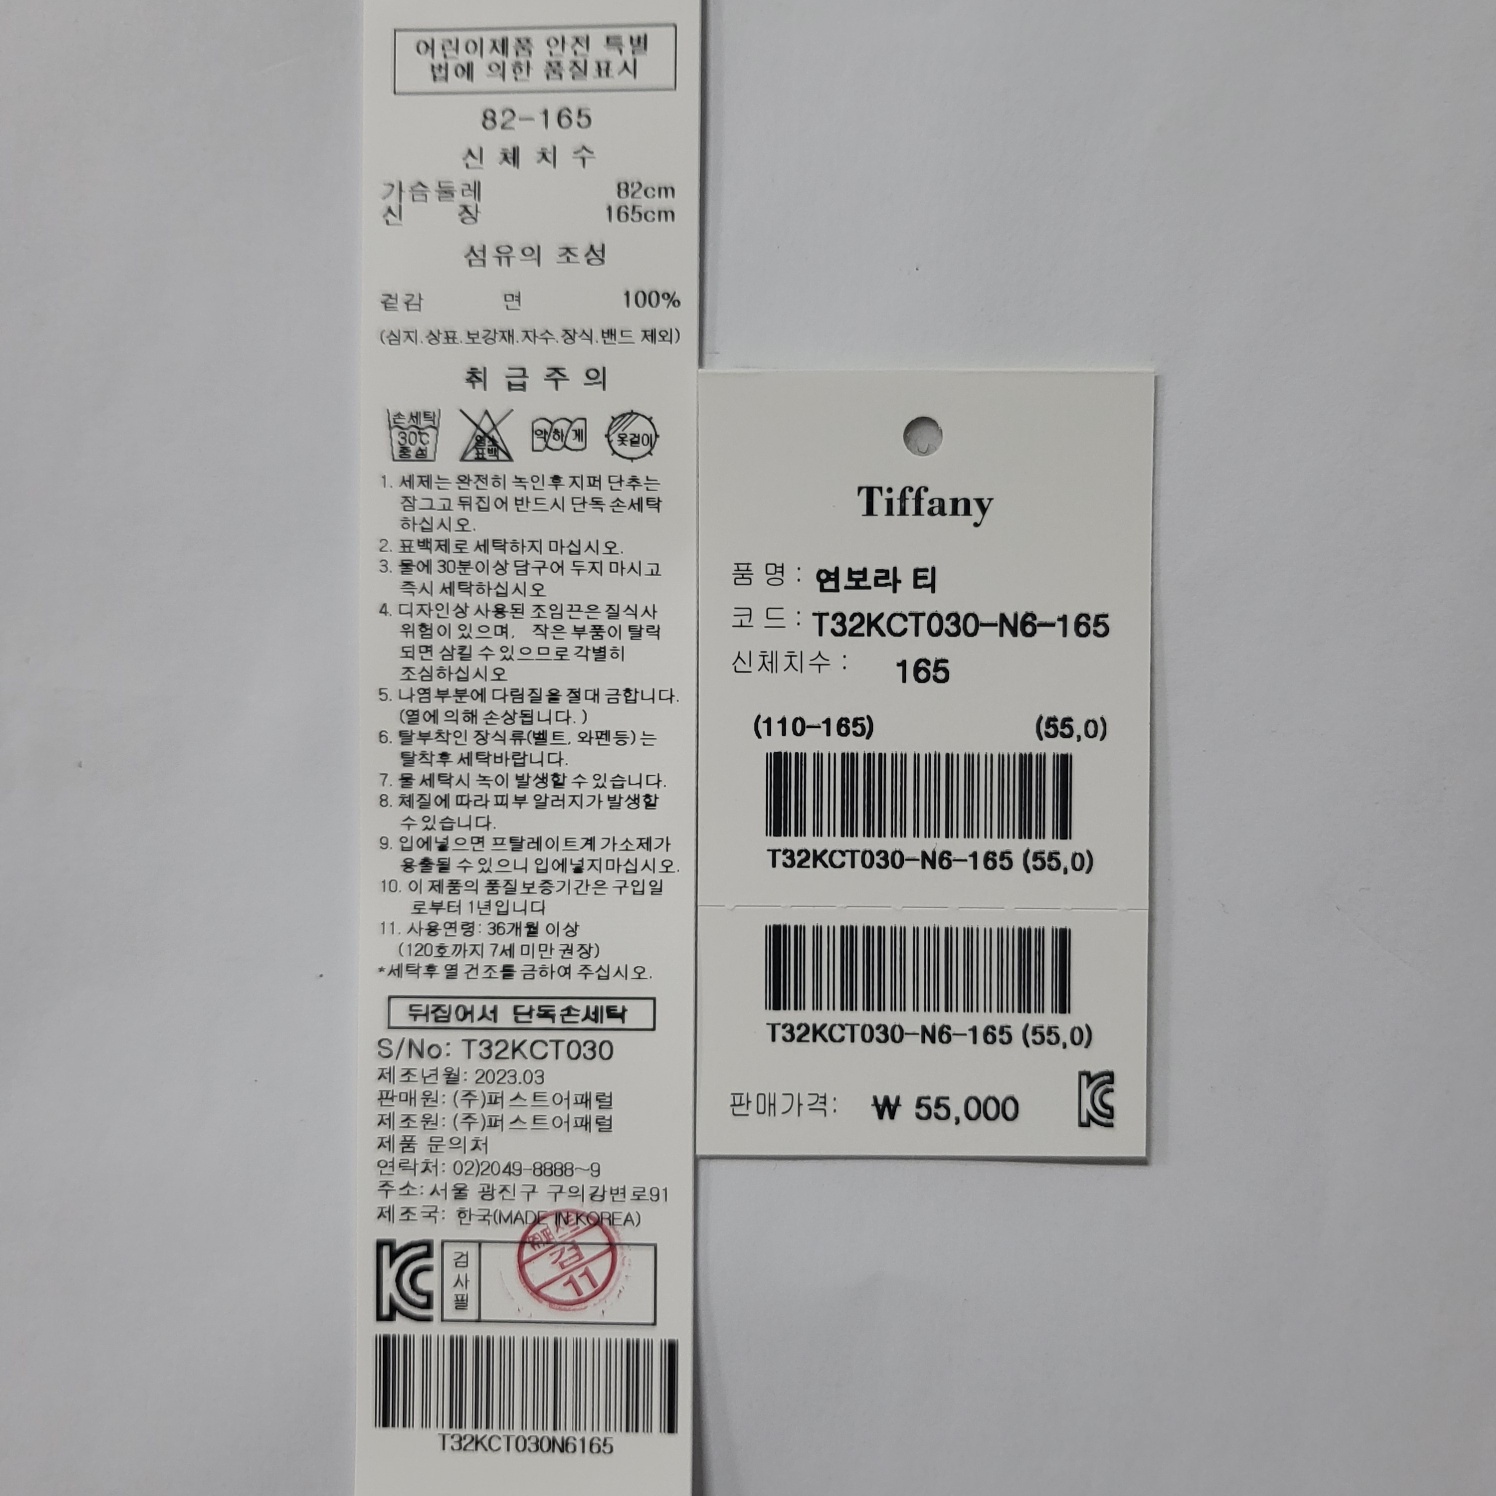 어린이제품 안전 특별
법에 의한 품질표시
82-165
신 체 치 수
가슴둘레 82cm
신 장 165cm
섬유의 조성
겉감 면 100%
(심지.상표.보강재.자수.장식.밴드 제외)
취 급 주 의
손세탁
30℃
중성
염소
표백
약하게
옷걸이
1. 세제는 완전히 녹인후 지퍼 단추는
잠그고 뒤집어 반드시 단독 손세탁
하십시오.
2. 표백제로 세탁하지 마십시오.
3. 물에 30분이상 담구어 두지 마시고
즉시 세탁하십시오
4. 디자인상 사용된 조임끈은 질식사
위험이 있으며, 작은 부품이 탈락
되면 삼킬 수 있으므로 각별히
조심하십시오
5. 나염부분에 다림질을 절대 금합니다.
(열에 의해 손상됩니다. )
6. 탈부착인 장식류(벨트, 와펜등) 는
탈착후 세탁바랍니다.
7. 물 세탁시 녹이 발생할 수 있습니다.
8. 체질에 따라 피부 알러지가 발생할
수 있습니다.
9. 입에넣으면 프탈레이트계 가소제가
용출될 수 있으니 입에넣지마십시오.
10. 이 제품의 품질보증기간은 구입일
로부터 1년입니다
11. 사용연령: 36개월 이상
(120호까지 7세 미만 권장)
*세탁후 열 건조를 금하여 주십시오.
뒤집어서 단독손세탁
S/No: T32KCT030
제조년월: 2023.03
판매원: (주)퍼스트어패럴
제조원: (주)퍼스트어패럴
제품 문의처
연락처: 02)2049-8888~9
주소: 서울 광진구 구의강변로91
제조국: 한국(MADE IN KOREA)
KC
검사필
㈜퍼스트
검
11
T32KCT030N6165
Tiffany
품 명 : 연보라 티
코 드 : T32KCT030-N6-165
신체치수 : 165
(110-165) (55,0)
T32KCT030-N6-165 (55,0)
T32KCT030-N6-165 (55,0)
판매가격: ₩ 55,000
KC